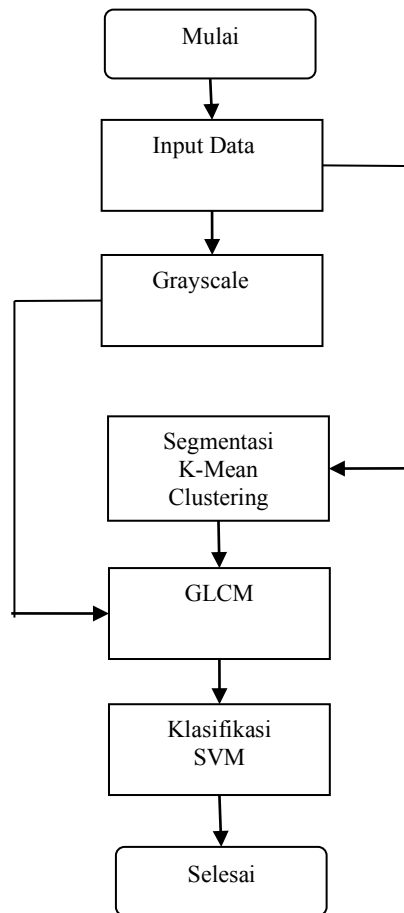 Mulai
Input Data
Grayscale
Segmentasi
K-Mean
Clustering
GLCM
Klasifikasi
SVM
Selesai